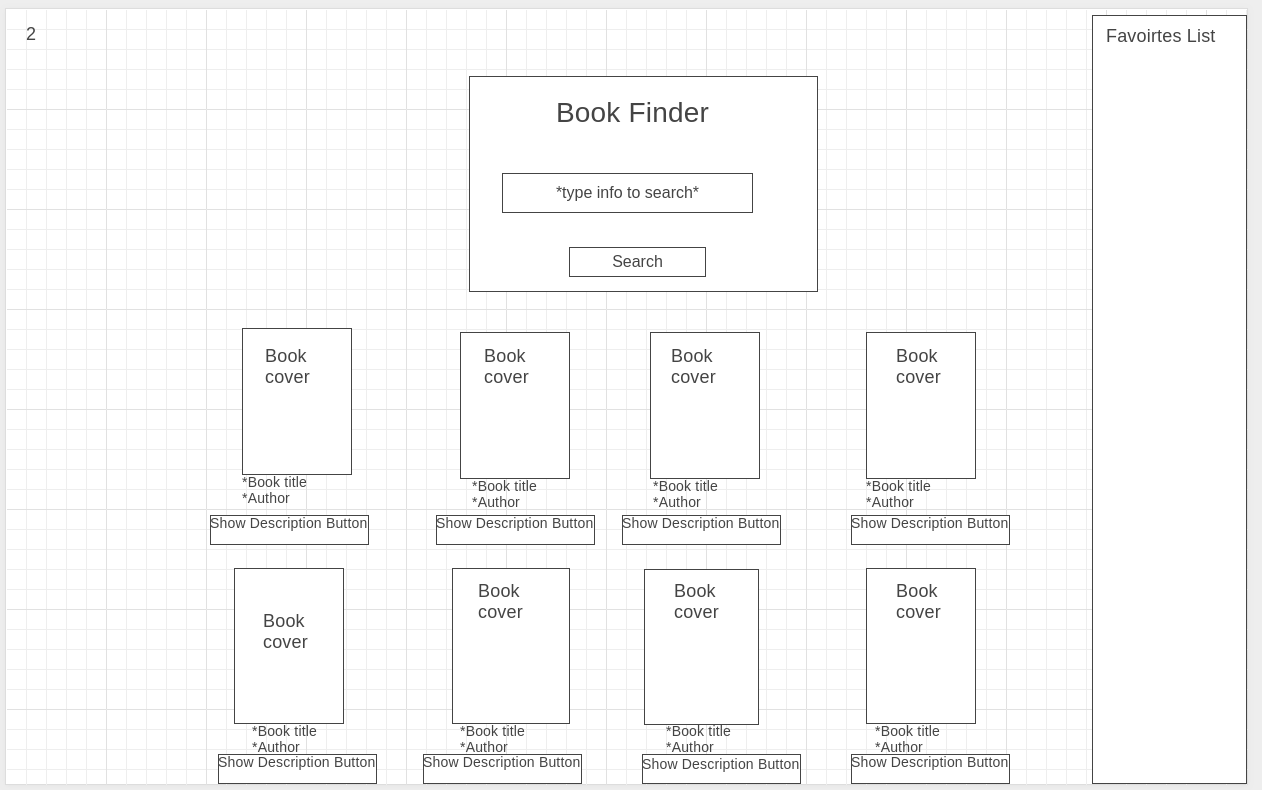 2
Favoirtes List
Book Finder
*type info to search*
Search
Book
cover
*Book title
*Author
Show Description Button
Book
cover
*Book title
*Author
Show Description Button
Book
cover
*Book title
*Author
Show Description Button
Book
cover
*Book title
*Author
Show Description Button
Book
cover
*Book title
*Author
Show Description Button
Book
cover
*Book title
*Author
Show Description Button
Book
cover
*Book title
*Author
Show Description Button
Book
cover
*Book title
*Author
Show Description Button